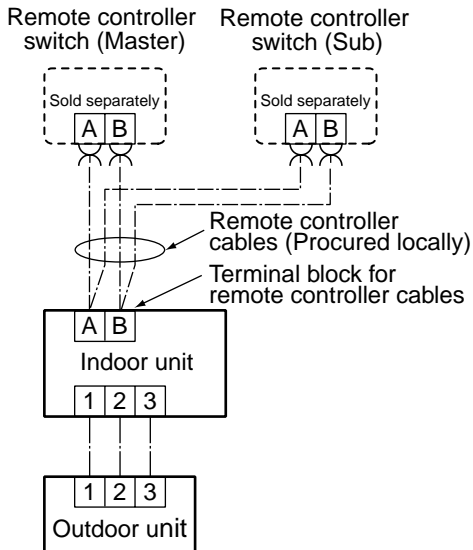 Remote controller
switch (Master)
Remote controller
switch (Sub)
Sold separately
A B
Sold separately
A B
Remote controller
cables (Procured locally)
Terminal block for
remote controller cables
A B
Indoor unit
1 2 3
1 2 3
Outdoor unit